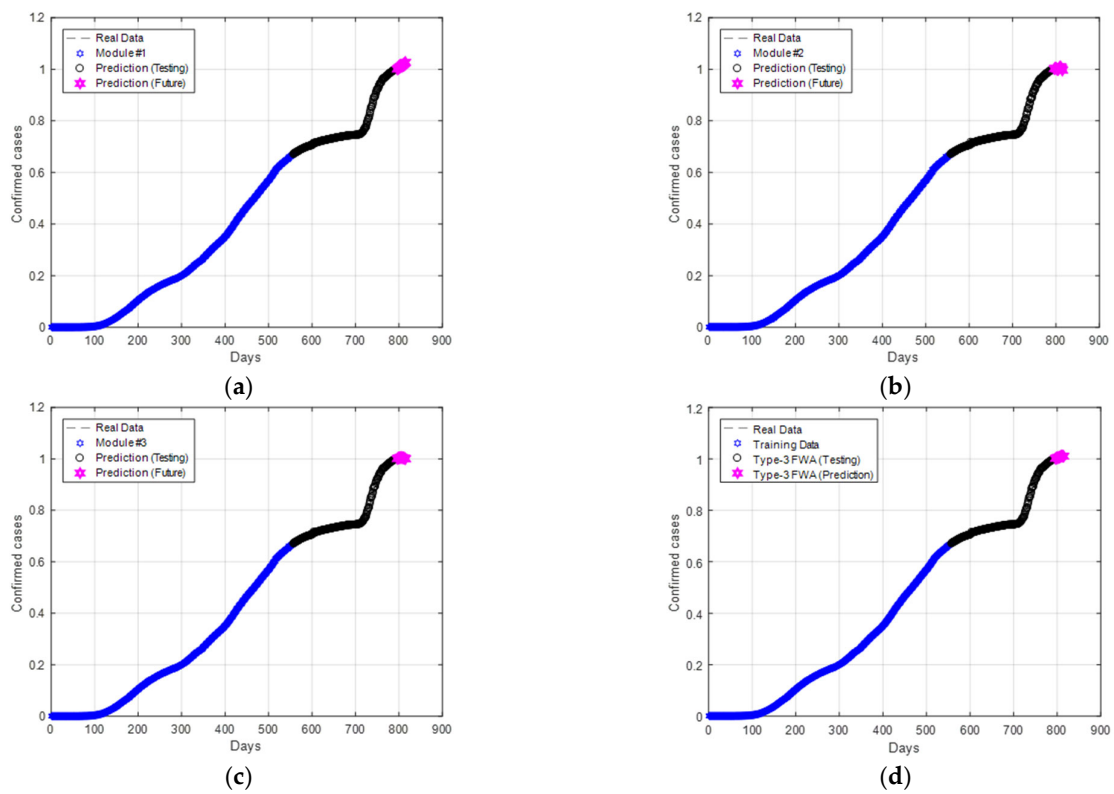 1.2
1
0.8
0.6
0.4
0.2
0
Confirmed cases
Real Data
Module #1
Prediction (Testing)
Prediction (Future)
0 100 200 300 400 500 600 700 800 900
Days
(a)
1.2
1
0.8
0.6
0.4
0.2
0
Confirmed cases
Real Data
Module #2
Prediction (Testing)
Prediction (Future)
0 100 200 300 400 500 600 700 800 900
Days
(b)
1.2
1
0.8
0.6
0.4
0.2
0
Confirmed cases
Real Data
Module #3
Prediction (Testing)
Prediction (Future)
0 100 200 300 400 500 600 700 800 900
Days
(c)
1.2
1
0.8
0.6
0.4
0.2
0
Confirmed cases
Real Data
Training Data
Type-3 FWA (Testing)
Type-3 FWA (Prediction)
0 100 200 300 400 500 600 700 800 900
Days
(d)